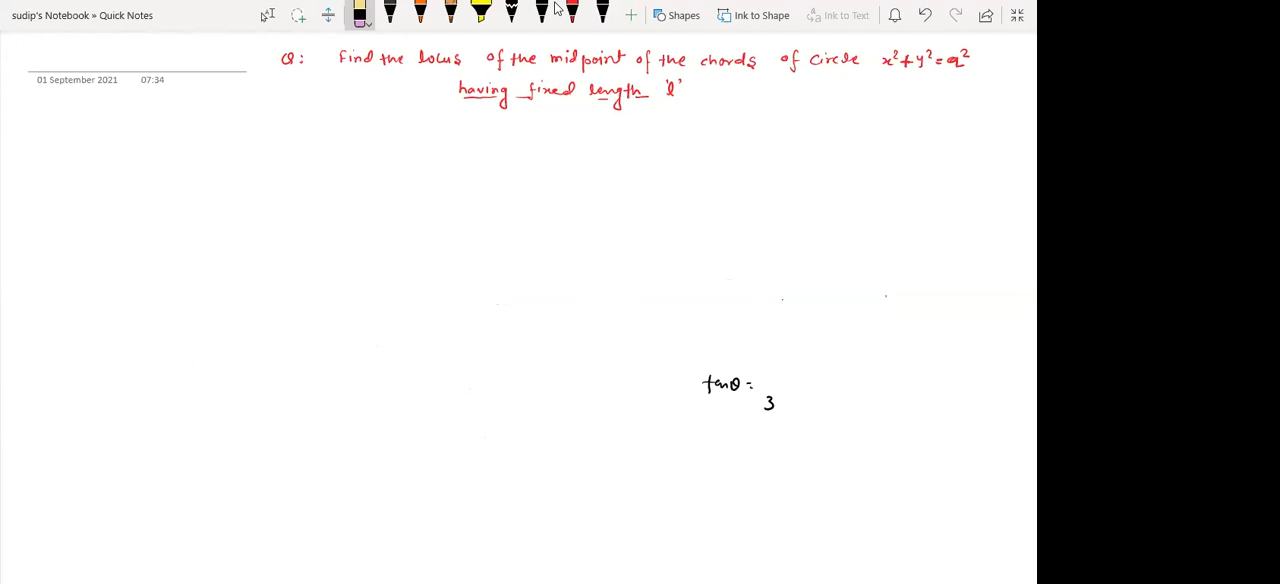 sudip's Notebook » Quick Notes
Shapes
Ink to Shape
Ink to Text
Q: Find the locus of the midpoint of the chords of circle x²+y²=a²
having fixed length 'l'
01 September 2021 07:34
tanθ =
3